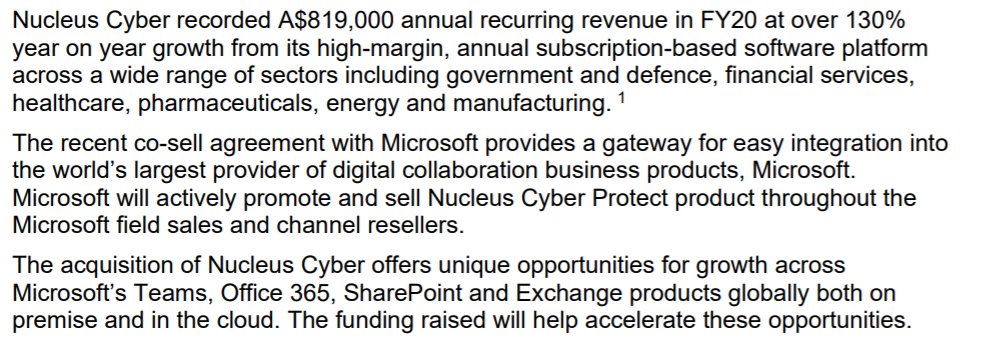 Nucleus Cyber recorded A$819,000 annual recurring revenue in FY20 at over 130%
year on year growth from its high-margin, annual subscription-based software platform
across a wide range of sectors including government and defence, financial services,
healthcare, pharmaceuticals, energy and manufacturing. ¹
The recent co-sell agreement with Microsoft provides a gateway for easy integration into
the world's largest provider of digital collaboration business products, Microsoft.
Microsoft will actively promote and sell Nucleus Cyber Protect product throughout the
Microsoft field sales and channel resellers.
The acquisition of Nucleus Cyber offers unique opportunities for growth across
Microsoft's Teams, Office 365, SharePoint and Exchange products globally both on
premise and in the cloud. The funding raised will help accelerate these opportunities.